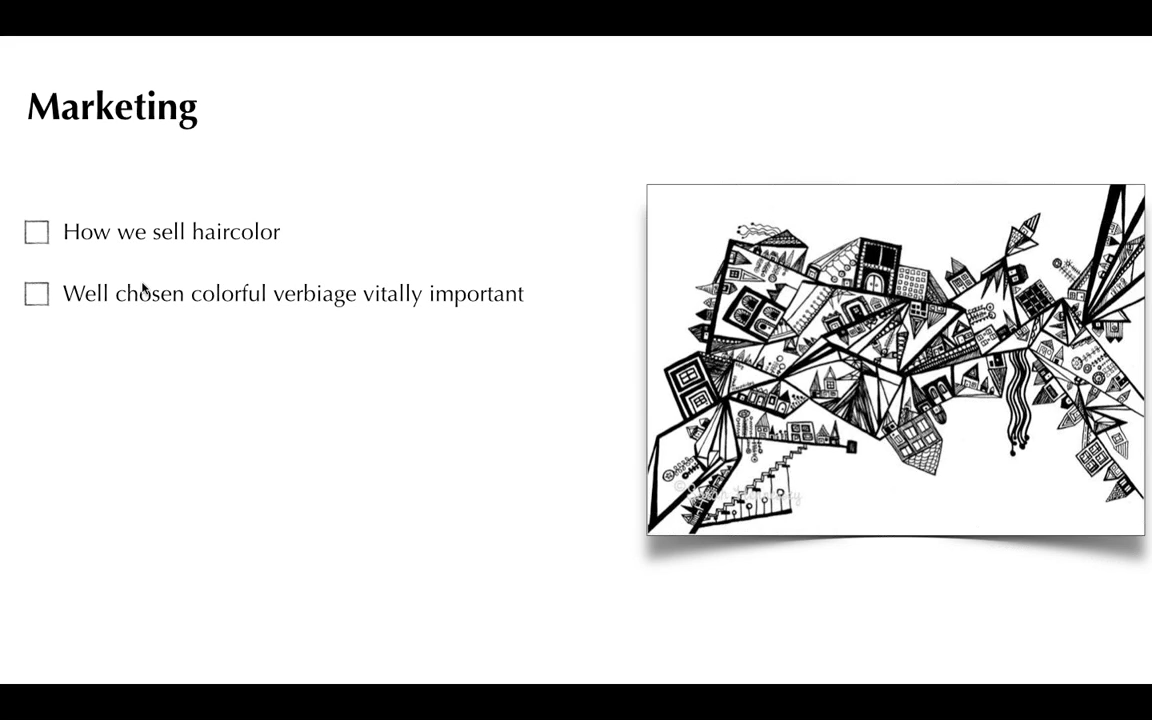 Marketing
How we sell haircolor
Well chosen colorful verbiage vitally important